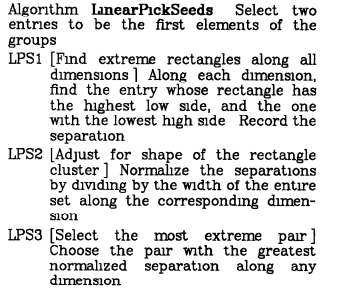 Algorithm LinearPickSeeds Select two
entries to be the first elements of the
groups
LPS1 [Find extreme rectangles along all
dimensions ] Along each dimension,
find the entry whose rectangle has
the highest low side, and the one
with the lowest high side Record the
separation
LPS2 [Adjust for shape of the rectangle
cluster ] Normalize the separations
by dividing by the width of the entire
set along the corresponding dimen-
sion
LPS3 [Select the most extreme pair ]
Choose the pair with the greatest
normalized separation along any
dimension